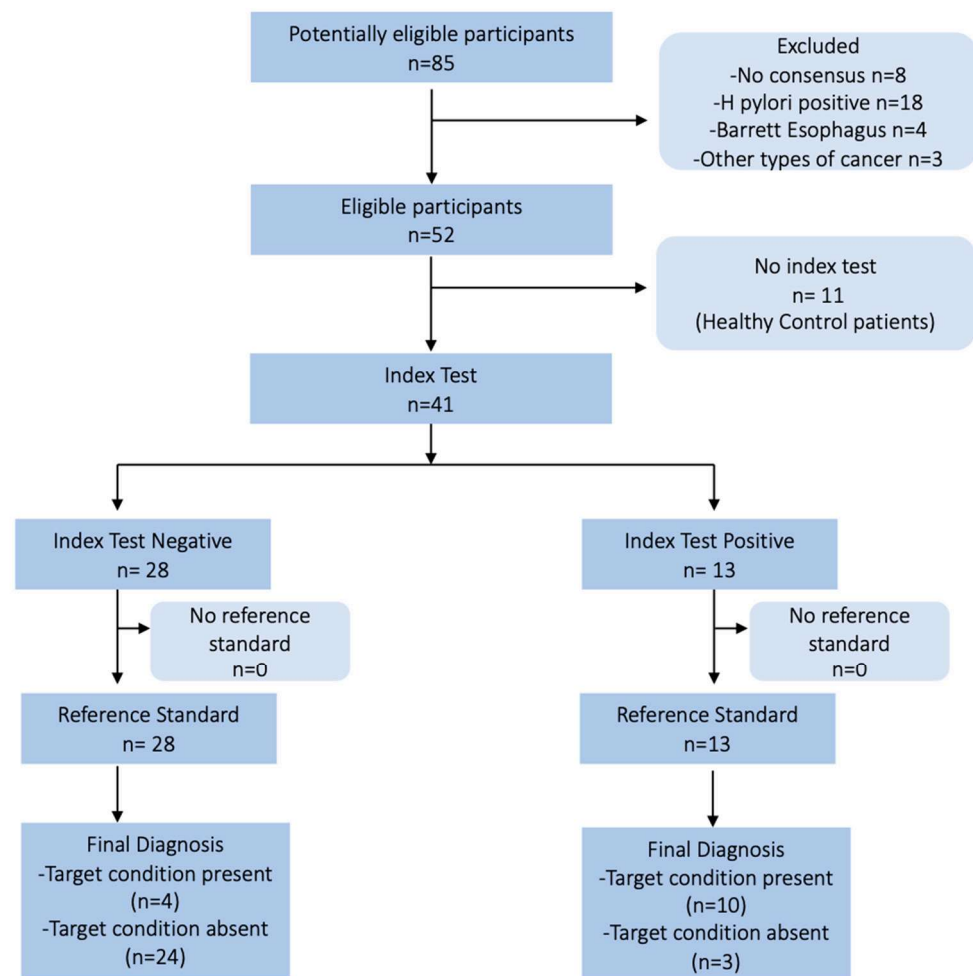 Potentially eligible participants
n=85
Excluded
-No consensus n=8
-H pylori positive n=18
-Barrett Esophagus n=4
-Other types of cancer n=3
Eligible participants
n=52
No index test
n= 11
(Healthy Control patients)
Index Test
n=41
Index Test Negative
n= 28
Index Test Positive
n= 13
No reference
standard
n=0
No reference
standard
n=0
Reference Standard
n= 28
Reference Standard
n=13
Final Diagnosis
-Target condition present
(n=4)
-Target condition absent
(n=24)
Final Diagnosis
-Target condition present
(n=10)
-Target condition absent
(n=3)